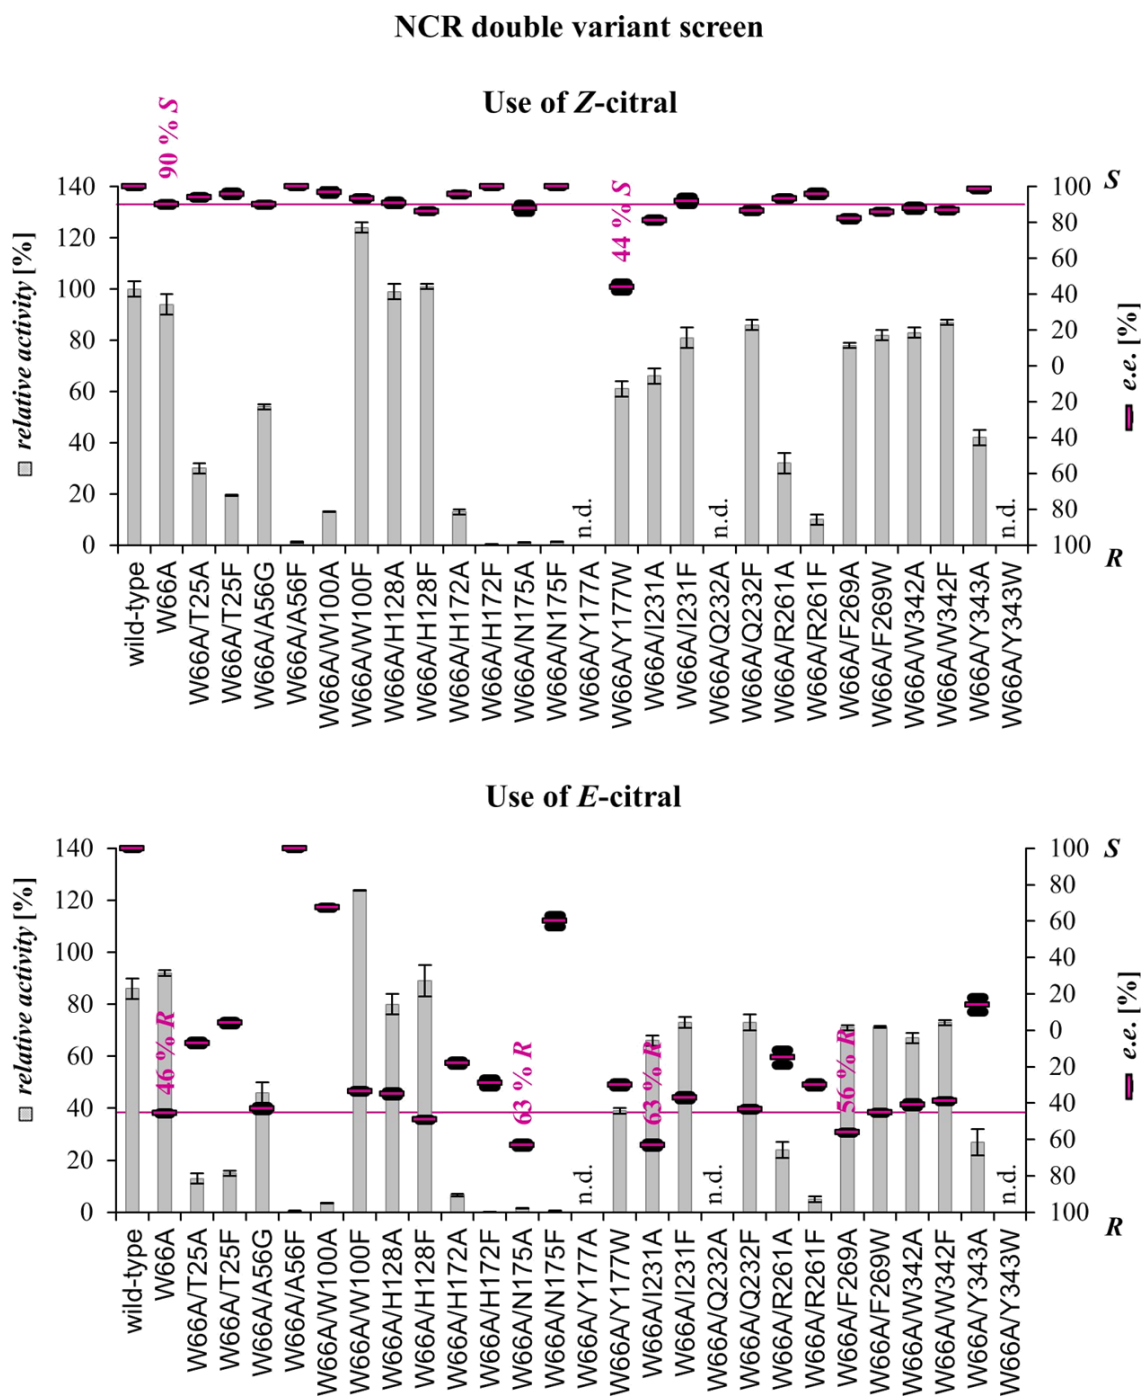 NCR double variant screen
Use of Z-citral
90 % S
44 % S
140
120
100
80
60
40
20
0
relative activity [%]
100
80
60
40
20
0
20
40
60
80
100
S
R
e.e. [%]
n.d.
n.d.
n.d.
wild-type
W66A
W66A/T25A
W66A/T25F
W66A/A56G
W66A/A56F
W66A/W100A
W66A/W100F
W66A/H128A
W66A/H128F
W66A/H172A
W66A/H172F
W66A/N175A
W66A/N175F
W66A/Y177A
W66A/Y177W
W66A/I231A
W66A/I231F
W66A/Q232A
W66A/Q232F
W66A/R261A
W66A/R261F
W66A/F269A
W66A/F269W
W66A/W342A
W66A/W342F
W66A/Y343A
W66A/Y343W
Use of E-citral
46 % R
63 % R
63 % R
56 % R
140
120
100
80
60
40
20
0
relative activity [%]
100
80
60
40
20
0
20
40
60
80
100
S
R
e.e. [%]
n.d.
n.d.
n.d.
wild-type
W66A
W66A/T25A
W66A/T25F
W66A/A56G
W66A/A56F
W66A/W100A
W66A/W100F
W66A/H128A
W66A/H128F
W66A/H172A
W66A/H172F
W66A/N175A
W66A/N175F
W66A/Y177A
W66A/Y177W
W66A/I231A
W66A/I231F
W66A/Q232A
W66A/Q232F
W66A/R261A
W66A/R261F
W66A/F269A
W66A/F269W
W66A/W342A
W66A/W342F
W66A/Y343A
W66A/Y343W